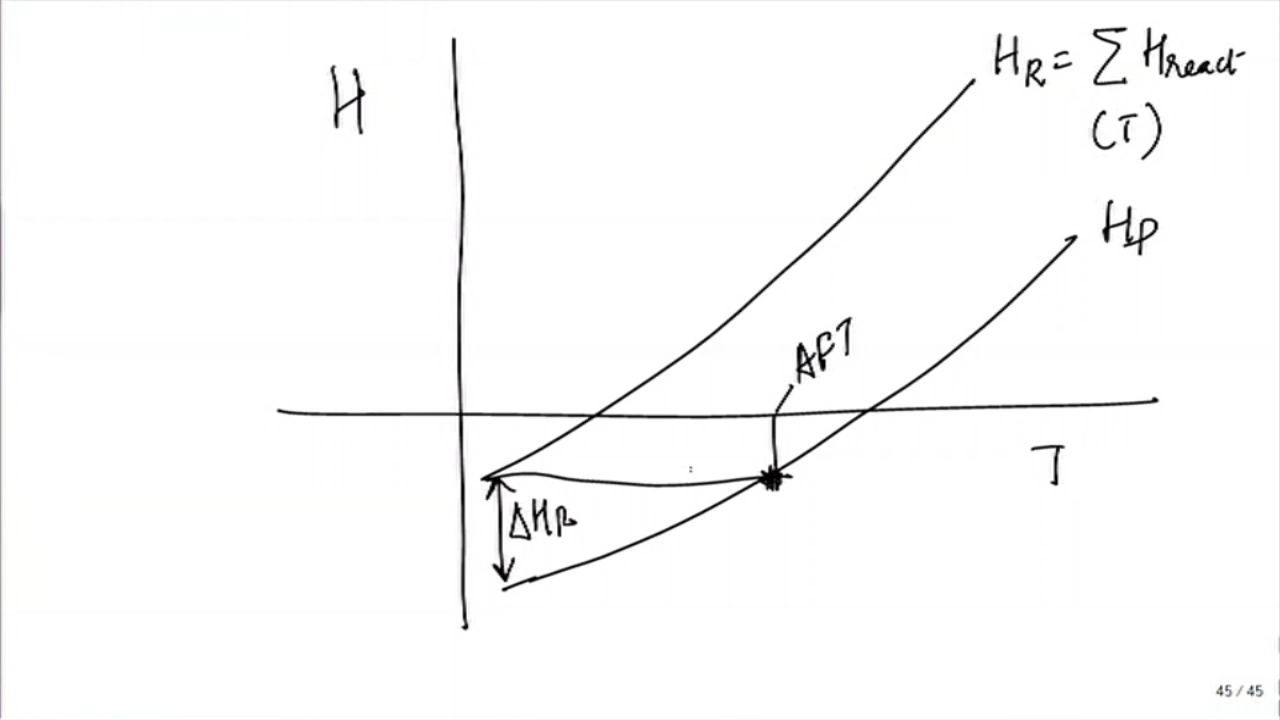 H
H_R = Σ H_react
(T)
H_P
AFT
T
ΔH_R
45 / 45